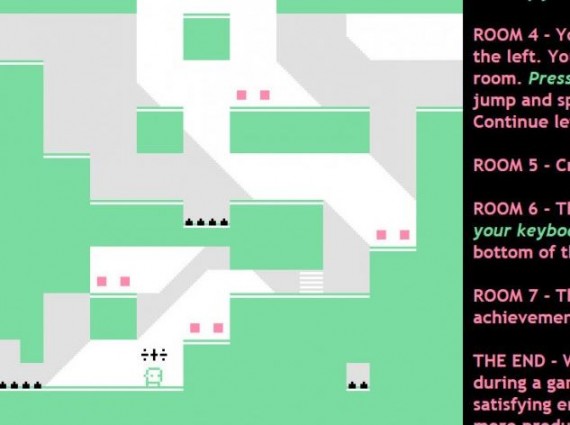 ROOM 4 - Yo
the left. Yo
room. Press
jump and sp
Continue le
ROOM 5 - Cr
ROOM 6 - Th
your keyboa
bottom of th
ROOM 7 - Th
achievemen
THE END - W
during a gam
satisfying en